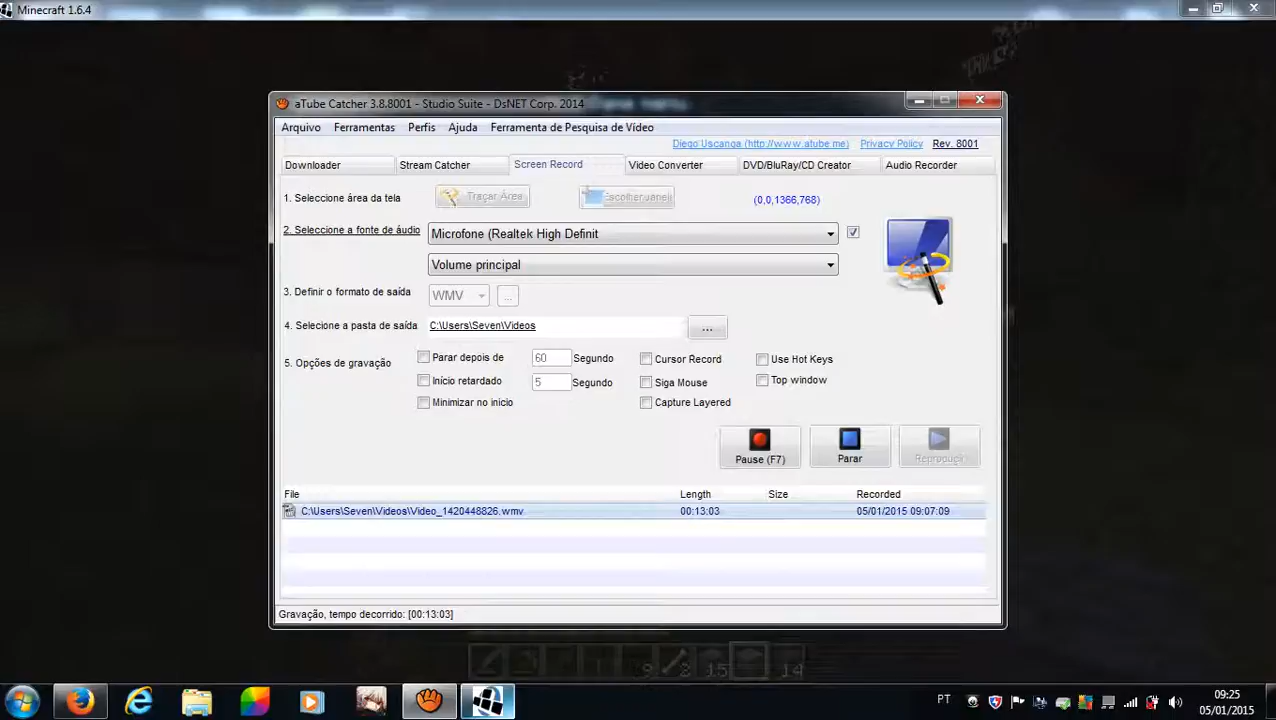 Minecraft 1.6.4
aTube Catcher 3.8.8001 - Studio Suite - DsNET Corp. 2014
Arquivo Ferramentas Perfis Ajuda Ferramenta de Pesquisa de Vídeo
Diego Uscanga (http://www.atube.me) Privacy Policy Rev. 8001
Downloader Stream Catcher Screen Record Video Converter DVD/BluRay/CD Creator Audio Recorder
1. Seleccione área da tela Traçar Área Escolher janela (0,0,1366,768)
2. Seleccione a fonte de áudio Microfone (Realtek High Definit
Volume principal
3. Definir o formato de saída WMV ...
4. Selecione a pasta de saída C:\Users\Seven\Videos ...
5. Opções de gravação Parar depois de 60 Segundo Cursor Record Use Hot Keys
Início retardado 5 Segundo Siga Mouse Top window
Minimizar no inicio Capture Layered
Pause (F7) Parar Reproduzir
File Length Size Recorded
C:\Users\Seven\Videos\Video_1420448826.wmv 00:13:03 05/01/2015 09:07:09
Gravação, tempo decorrido: [00:13:03]
9 2 15 14
PT 09:25
05/01/2015